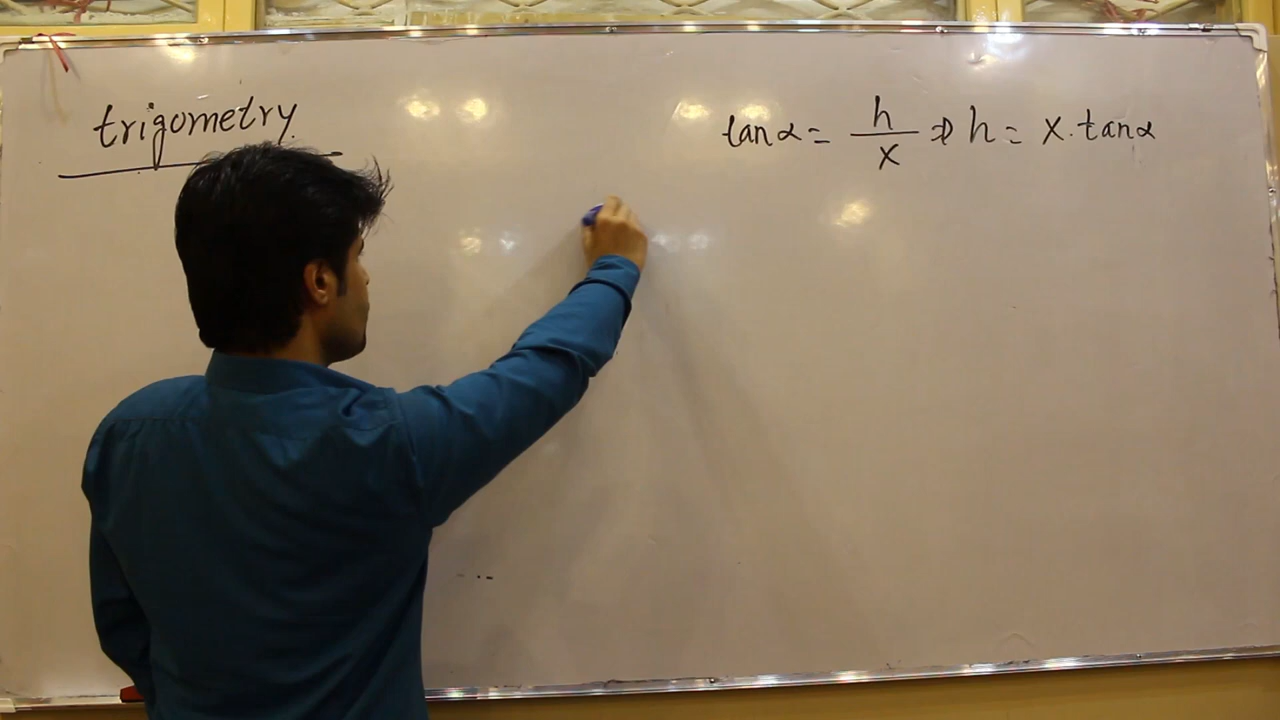 trigometry
tanα = h/x ⇒ h = x.tanα